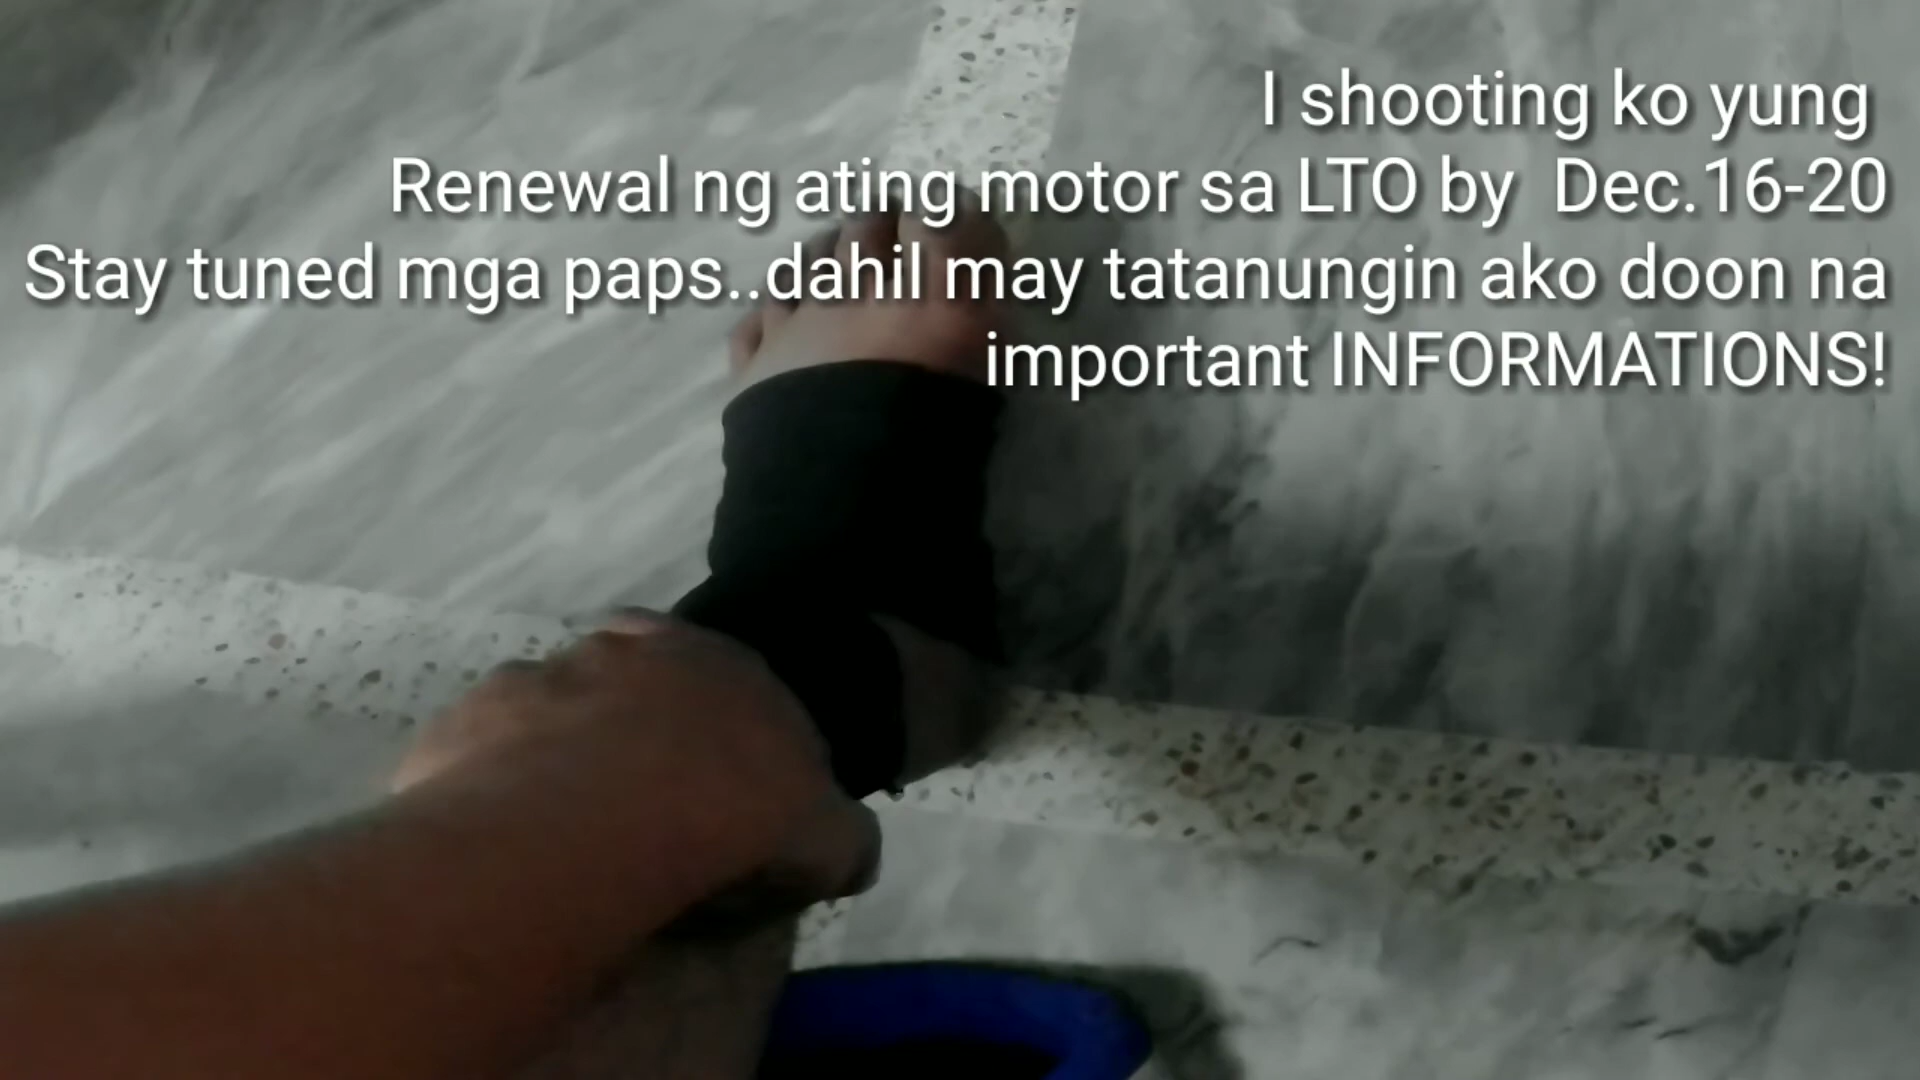 I shooting ko yung
Renewal ng ating motor sa LTO by Dec.16-20
Stay tuned mga paps..dahil may tatanungin ako doon na
important INFORMATIONS!